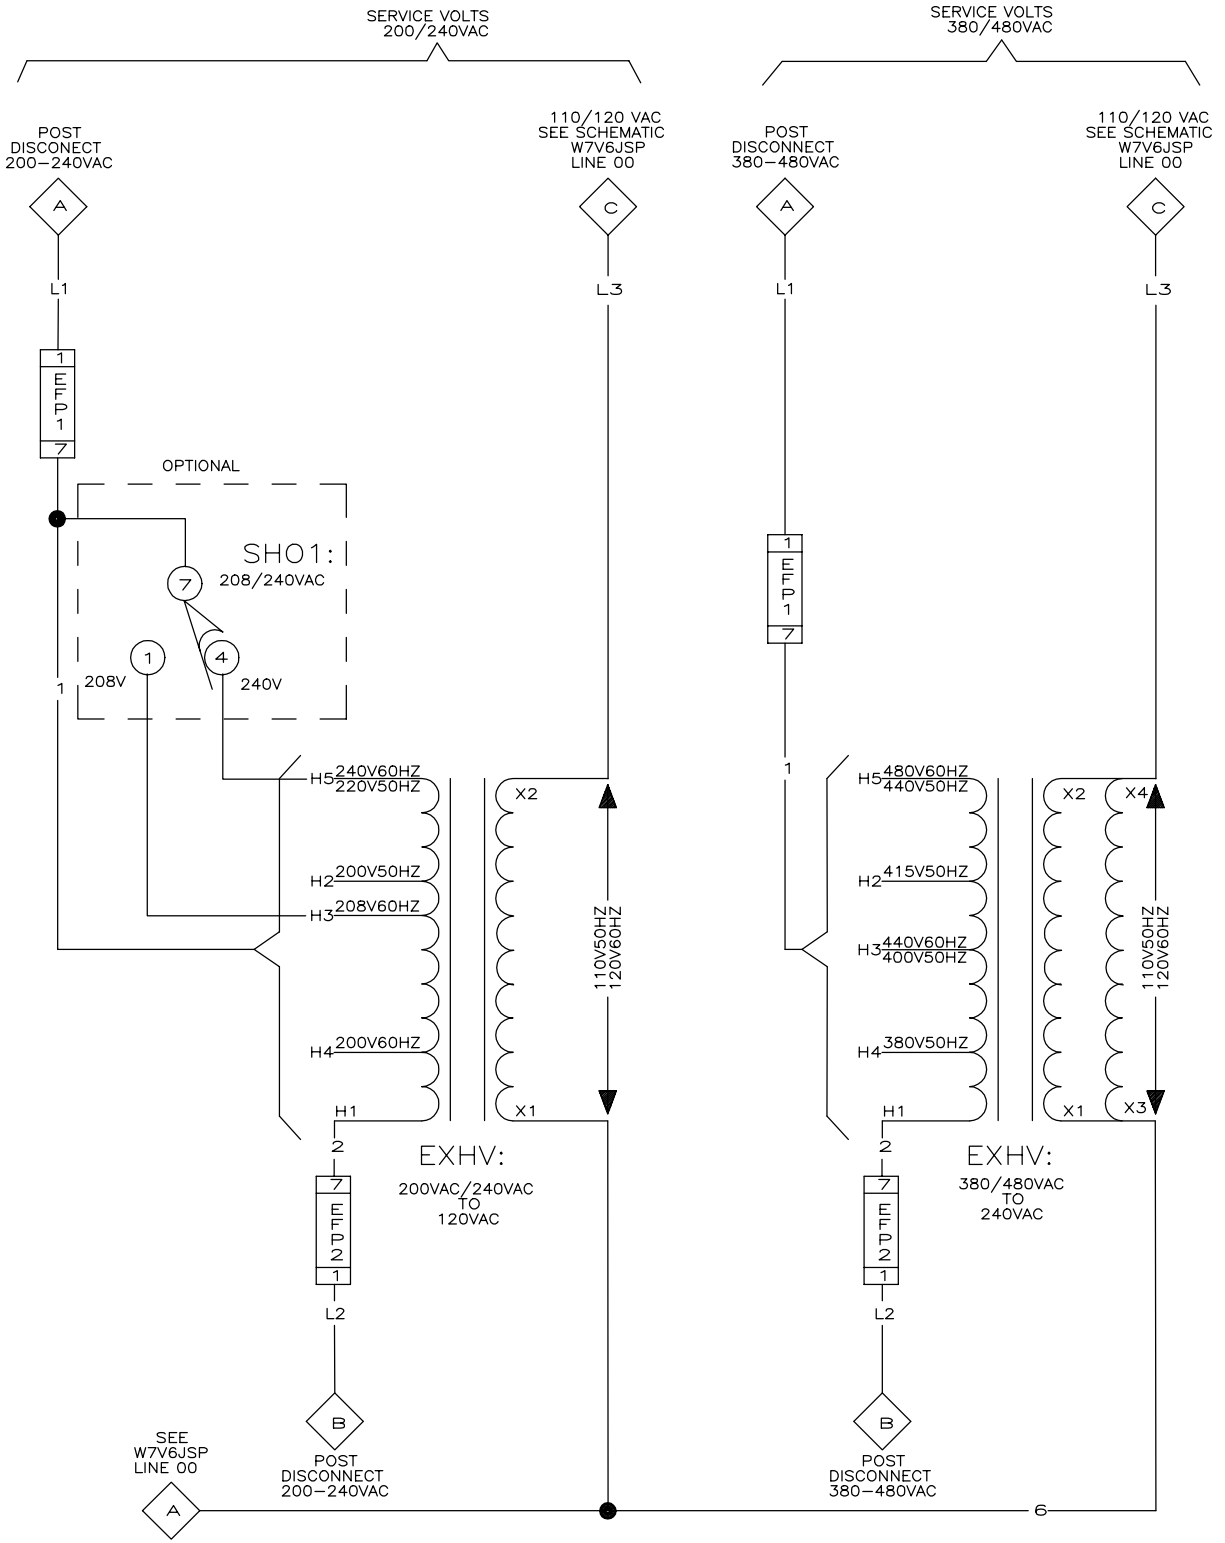 SERVICE VOLTS
200/240VAC
SERVICE VOLTS
380/480VAC
POST
DISCONECT
200-240VAC
A
110/120 VAC
SEE SCHEMATIC
W7V6JSP
LINE 00
C
POST
DISCONNECT
380-480VAC
A
110/120 VAC
SEE SCHEMATIC
W7V6JSP
LINE 00
C
L1
L3
L1
L3
1
EFP1
7
OPTIONAL
SHO1:
208/240VAC
7
1
4
208V
240V
1
1
EFP1
7
1
H5
240V60HZ
220V50HZ
H2
200V50HZ
H3
208V60HZ
H4
200V60HZ
H1
X2
X1
110V50HZ
120V60HZ
H5
480V60HZ
440V50HZ
H2
415V50HZ
H3
440V60HZ
400V50HZ
H4
380V50HZ
H1
X2
X4
X1
X3
110V50HZ
120V60HZ
2
EXHV:
200VAC/240VAC
TO
120VAC
7
EFP2
1
L2
B
POST
DISCONNECT
200-240VAC
2
EXHV:
380/480VAC
TO
240VAC
7
EFP2
1
L2
B
POST
DISCONNECT
380-480VAC
SEE
W7V6JSP
LINE 00
A
6